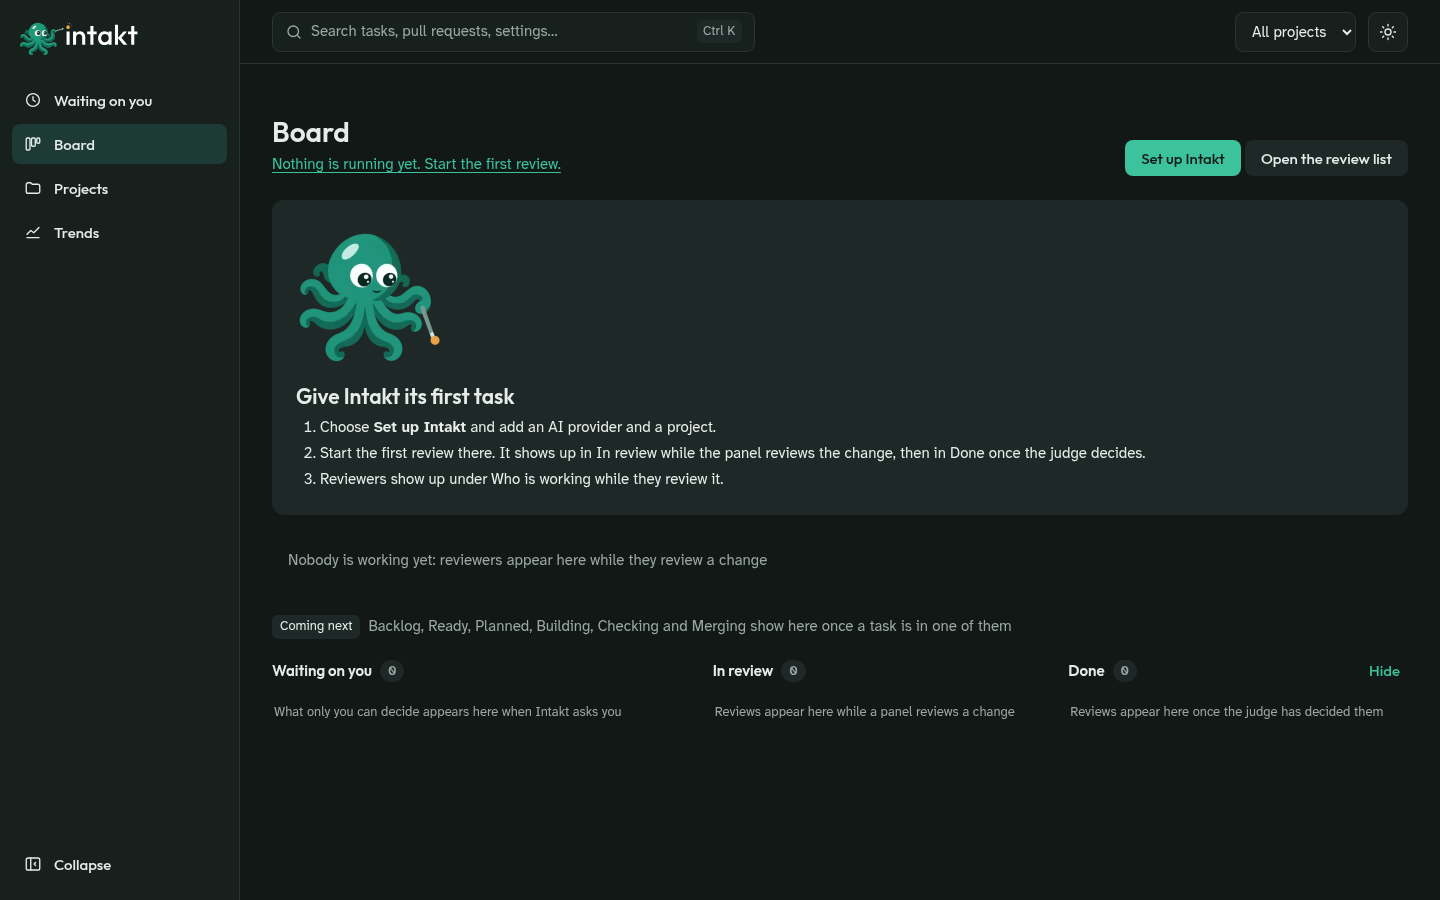 intakt
Search tasks, pull requests, settings...
Ctrl K
All projects
Waiting on you
Board
Projects
Trends
Board
Nothing is running yet. Start the first review.
Set up Intakt
Open the review list
Give Intakt its first task
1. Choose Set up Intakt and add an AI provider and a project.
2. Start the first review there. It shows up in In review while the panel reviews the change, then in Done once the judge decides.
3. Reviewers show up under Who is working while they review it.
Nobody is working yet: reviewers appear here while they review a change
Coming next Backlog, Ready, Planned, Building, Checking and Merging show here once a task is in one of them
Waiting on you 0
In review 0
Done 0
Hide
What only you can decide appears here when Intakt asks you
Reviews appear here while a panel reviews a change
Reviews appear here once the judge has decided them
Collapse